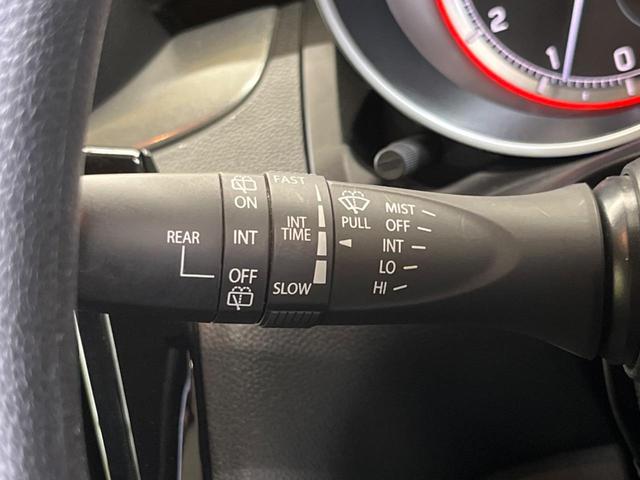 2
1
0
FAST
ON
INT
TIME
PULL
MIST
OFF
INT
LO
HI
REAR
INT
OFF
SLOW